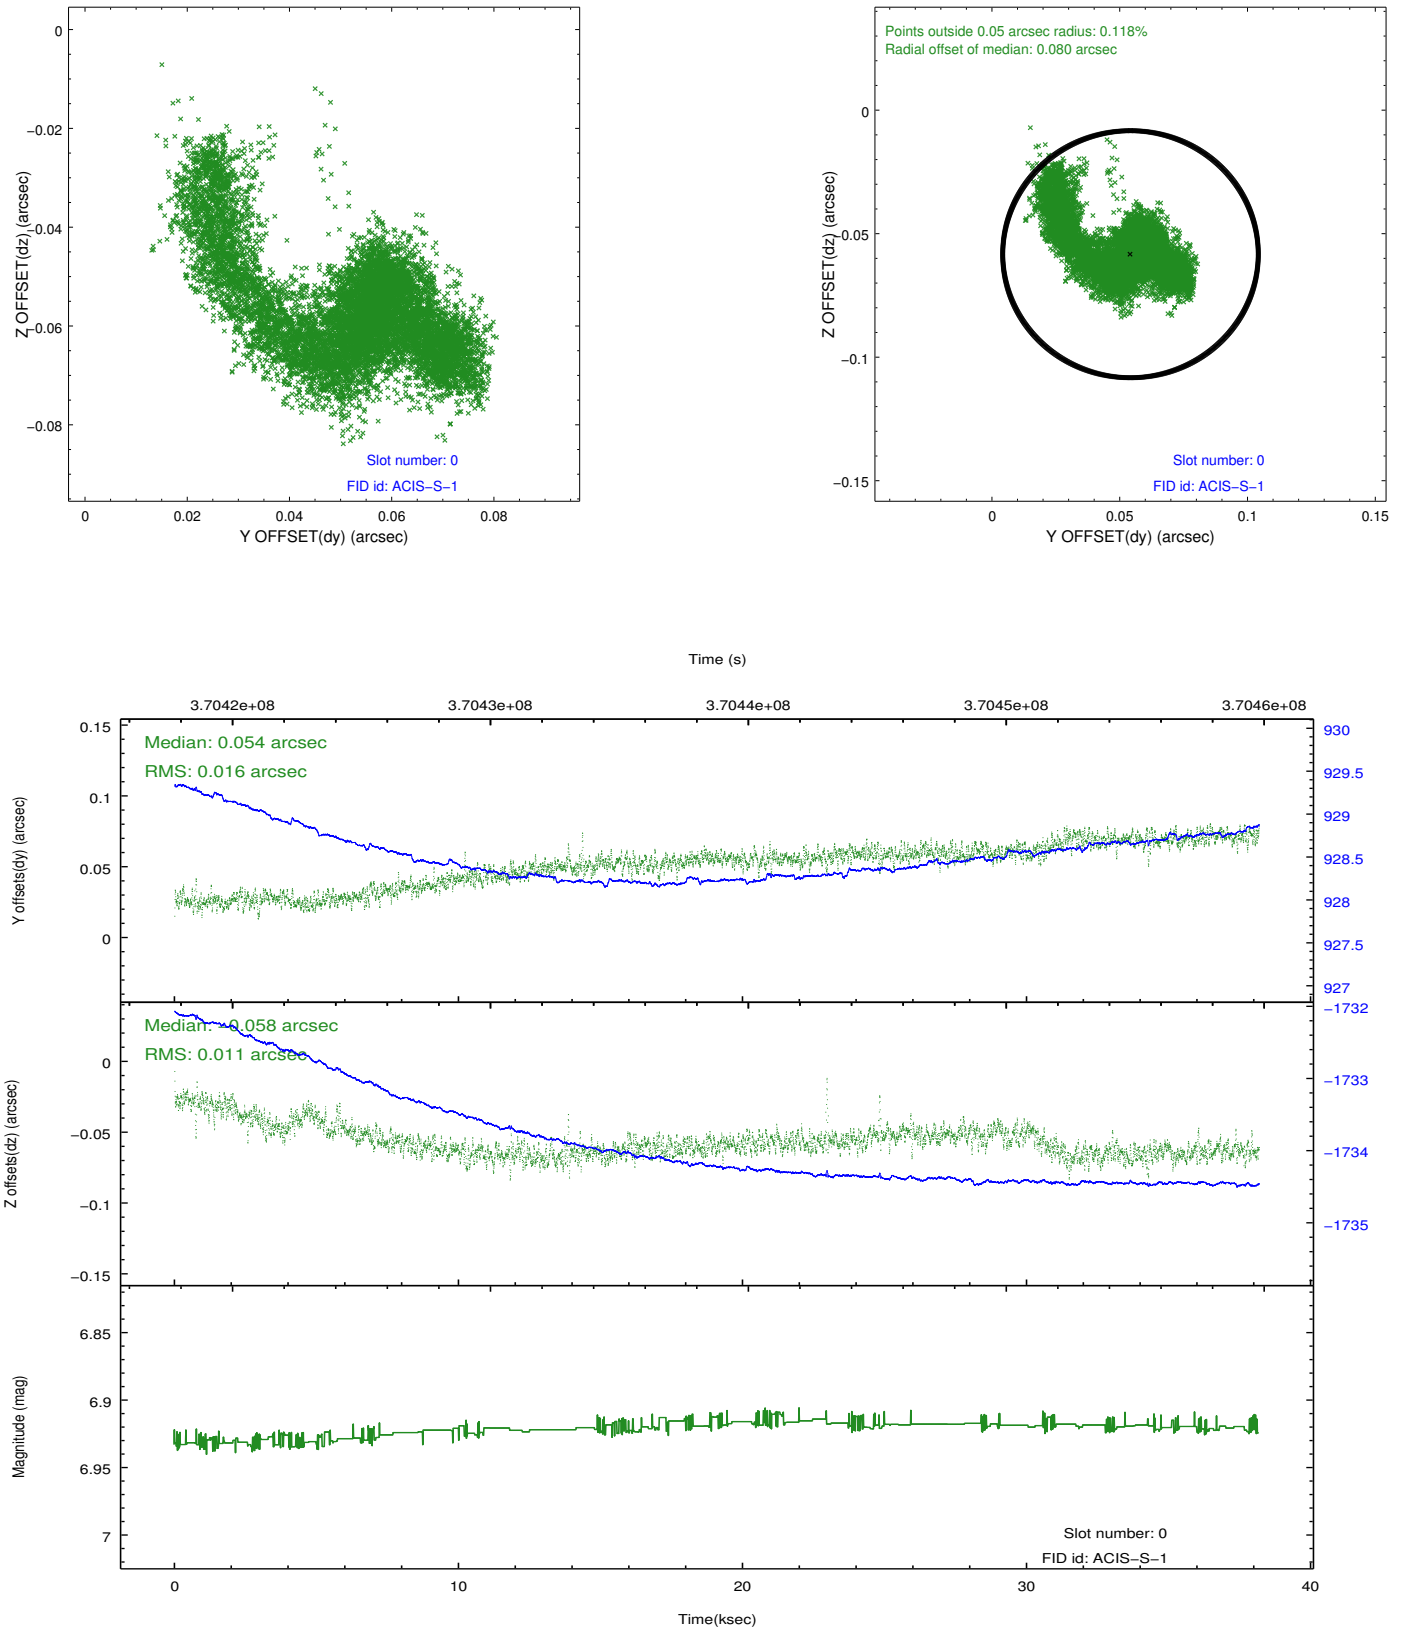 0
−0.02
−0.04
−0.06
−0.08
Z OFFSET(dz) (arcsec)
Slot number: 0
FID id: ACIS−S−1
0 0.02 0.04 0.06 0.08
Y OFFSET(dy) (arcsec)
Points outside 0.05 arcsec radius: 0.118%
Radial offset of median: 0.080 arcsec
0
−0.05
−0.1
−0.15
Z OFFSET(dz) (arcsec)
Slot number: 0
FID id: ACIS−S−1
0 0.05 0.1 0.15
Y OFFSET(dy) (arcsec)
Time (s)
3.7042e+08 3.7043e+08 3.7044e+08 3.7045e+08 3.7046e+08
Median: 0.054 arcsec
RMS: 0.016 arcsec
0.15
0.1
0.05
0
Y offsets(dy) (arcsec)
930
929.5
929
928.5
928
927.5
927
Median: −0.058 arcsec
RMS: 0.011 arcsec
0
−0.05
−0.1
−0.15
Z offsets(dz) (arcsec)
−1732
−1733
−1734
−1735
6.85
6.9
6.95
7
Magnitude (mag)
Slot number: 0
FID id: ACIS−S−1
0 10 20 30 40
Time(ksec)